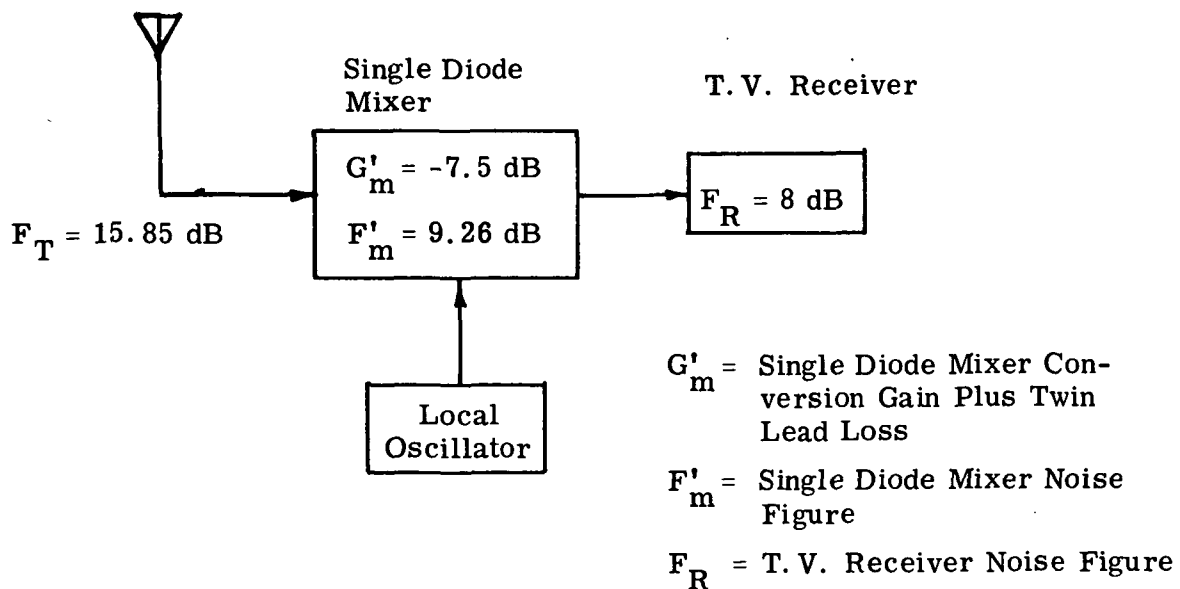 Single Diode
Mixer
T. V. Receiver
G'm = -7.5 dB
F'm = 9.26 dB
FR = 8 dB
FT = 15.85 dB
Local
Oscillator
G'm = Single Diode Mixer Con-
version Gain Plus Twin
Lead Loss
F'm = Single Diode Mixer Noise
Figure
FR = T. V. Receiver Noise Figure